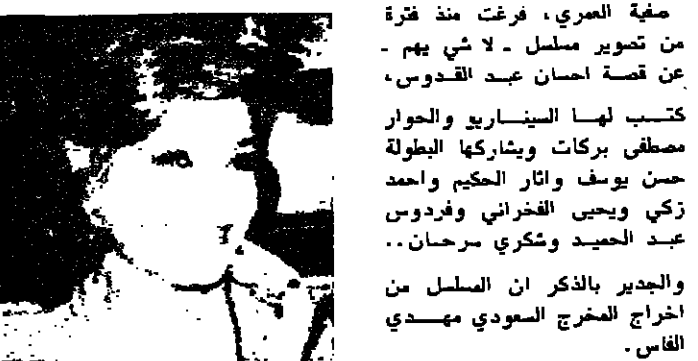 صفية العمري، فرغت منذ فترة
من تصوير مسلسل ـ لا شي يهم ـ
عن قصة احسان عبد القدوس،
كتب لها السيناريو والحوار
مصطفى بركات ويشاركها البطولة
حسن يوسف واثار الحكيم واحمد
زكي ويحيى الفخراني وفردوس
عبد الحميد وشكري سرحان..
والجدير بالذكر ان المسلسل من
اخراج المخرج السعودي مهدي
القاس.